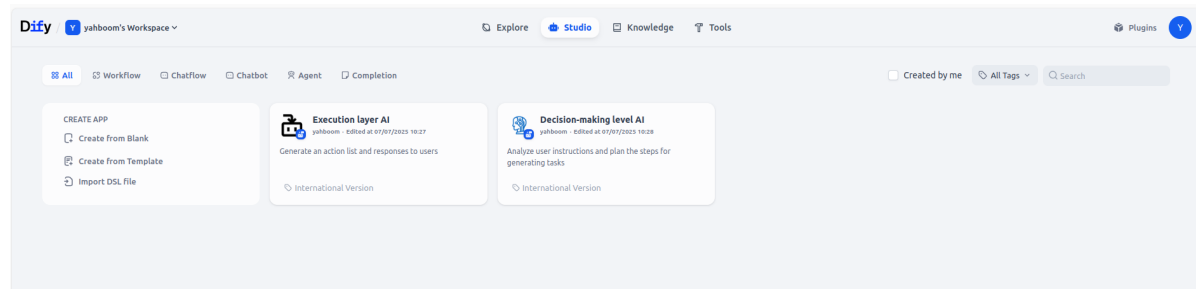 Dify / Y yahboom's Workspace
Explore Studio Knowledge Tools
Plugins Y
All Workflow Chatflow Chatbot Agent Completion
Created by me All Tags Search
CREATE APP
Create from Blank
Create from Template
Import DSL file
Execution layer AI
yahboom · Edited at 07/07/2025 10:27
Generate an action list and responses to users
International Version
Decision-making level AI
yahboom · Edited at 07/07/2025 10:28
Analyze user instructions and plan the steps for
generating tasks
International Version